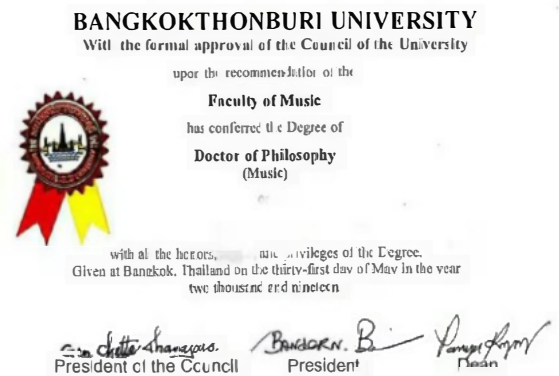 BANGKOKTHONBURI UNIVERSITY
With the formal approval of the Council of the University
upon the recommendation of the
Faculty of Music
has conferred the Degree of
Doctor of Philosophy
(Music)
with all the honors, privileges of the Degree.
Given at Bangkok, Thailand on the thirty-first day of May in the year
two thousand and nineteen
President of the Council President Dean